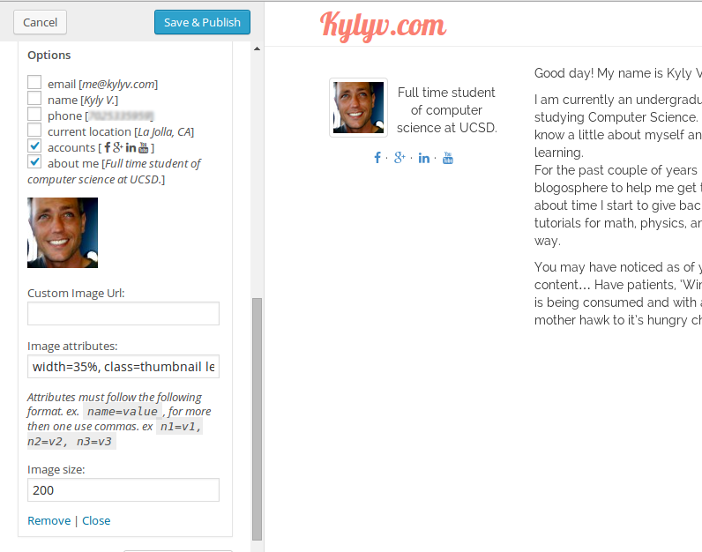 Cancel
Save & Publish
Options
email [me@kylyv.com]
name [Kyly V.]
phone [
current location [La Jolla, CA]
accounts [ f g+ in You Tube ]
about me [Full time student of
computer science at UCSD.]
Custom Image Url:
Image attributes:
width=35%, class=thumbnail le
Attributes must follow the following
format. ex. name=value , for more
then one use commas. ex n1=v1,
n2=v2, n3=v3
Image size:
200
Remove | Close
Kylyv.com
Full time student
of computer
science at UCSD.
f · g+ · in · You Tube
Good day! My name is Kyly V
I am currently an undergradu
studying Computer Science.
know a little about myself an
learning.
For the past couple of years
blogosphere to help me get t
about time I start to give bac
tutorials for math, physics, an
way.
You may have noticed as of y
content… Have patients, 'Win
is being consumed and with a
mother hawk to it's hungry ch